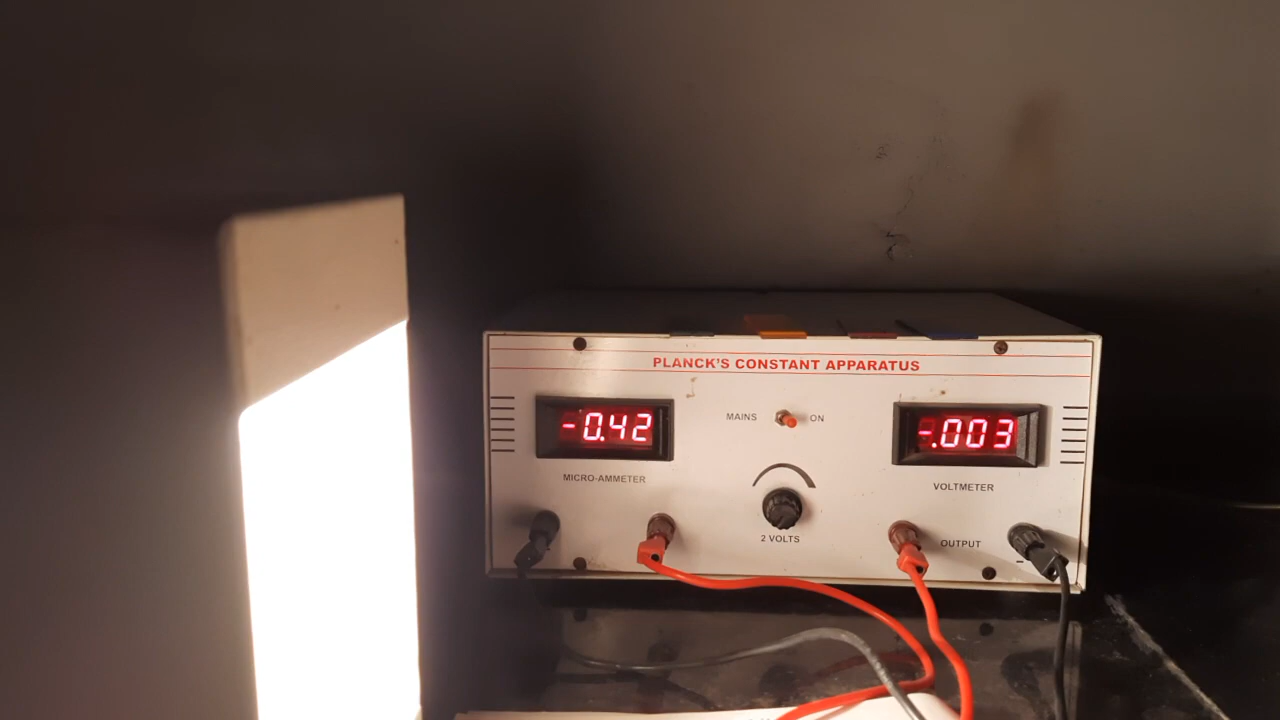 PLANCK'S CONSTANT APPARATUS
-0.42
MAINS
ON
-.003
MICRO-AMMETER
VOLTMETER
2 VOLTS
OUTPUT
-